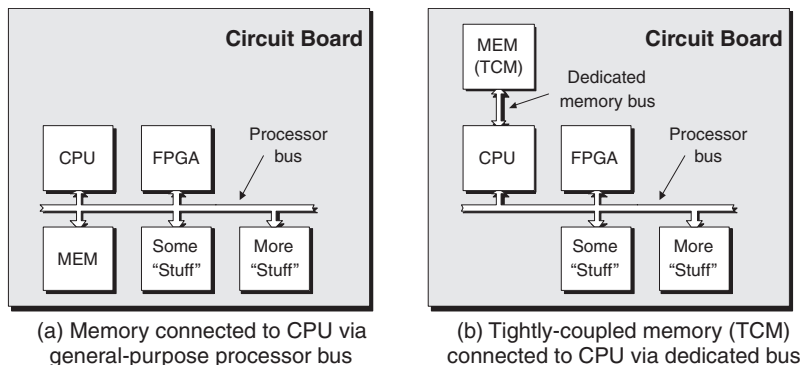 Circuit Board
Processor
bus
CPU
FPGA
MEM
Some
“Stuff”
More
“Stuff”
(a) Memory connected to CPU via
general-purpose processor bus
Circuit Board
MEM
(TCM)
Dedicated
memory bus
Processor
bus
CPU
FPGA
Some
“Stuff”
More
“Stuff”
(b) Tightly-coupled memory (TCM)
connected to CPU via dedicated bus